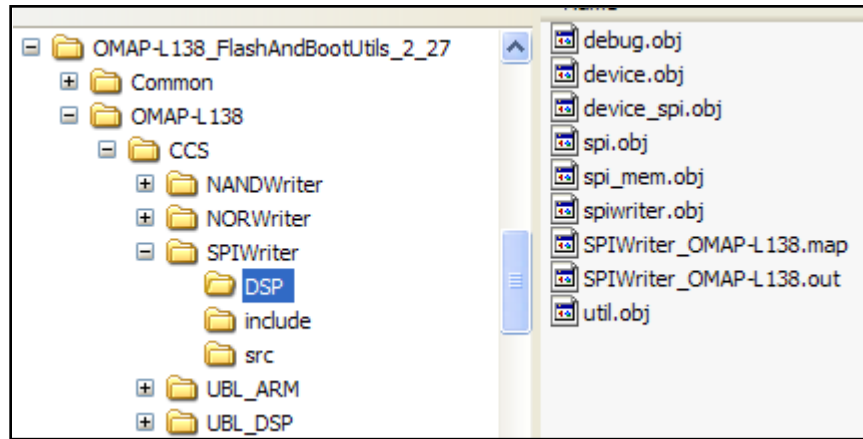 OMAP-L138_FlashAndBootUtils_2_27
Common
OMAP-L138
CCS
NANDWriter
NORWriter
SPIWriter
DSP
include
src
UBL_ARM
UBL_DSP
debug.obj
device.obj
device_spi.obj
spi.obj
spi_mem.obj
spiwriter.obj
SPIWriter_OMAP-L138.map
SPIWriter_OMAP-L138.out
util.obj